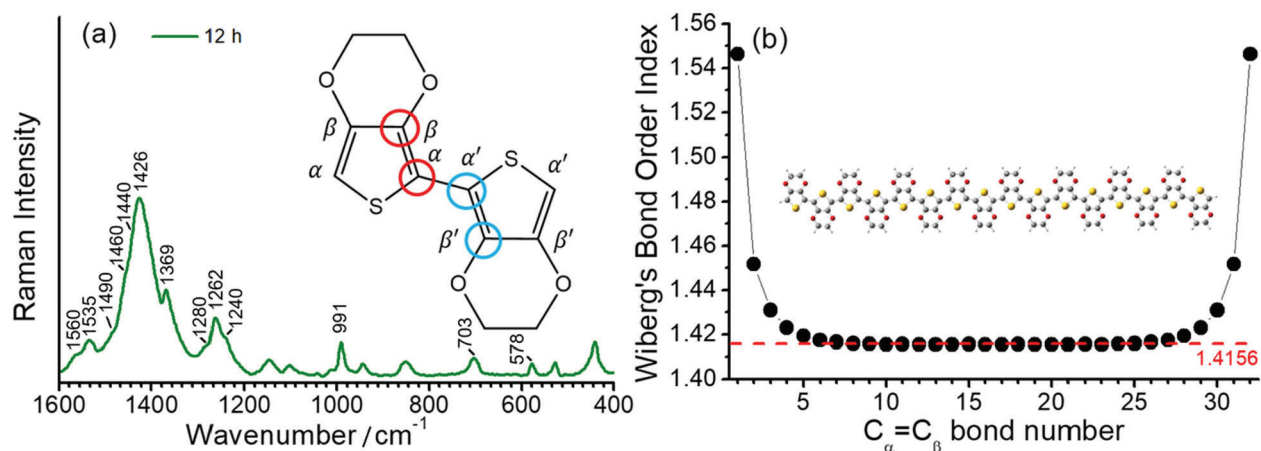 (a)
12 h
Raman Intensity
1560
1535
1490
1460
1440
1426
1369
1280
1262
1240
991
703
578
O
O
β
β
α
α
α'
S
α'
S
β'
β'
O
O
1600
1400
1200
1000
800
600
400
Wavenumber/cm⁻¹
(b)
Wiberg's Bond Order Index
1.56
1.54
1.50
1.48
1.46
1.44
1.42
1.40
1.4156
5
10
15
20
25
30
Cα=Cβ bond number